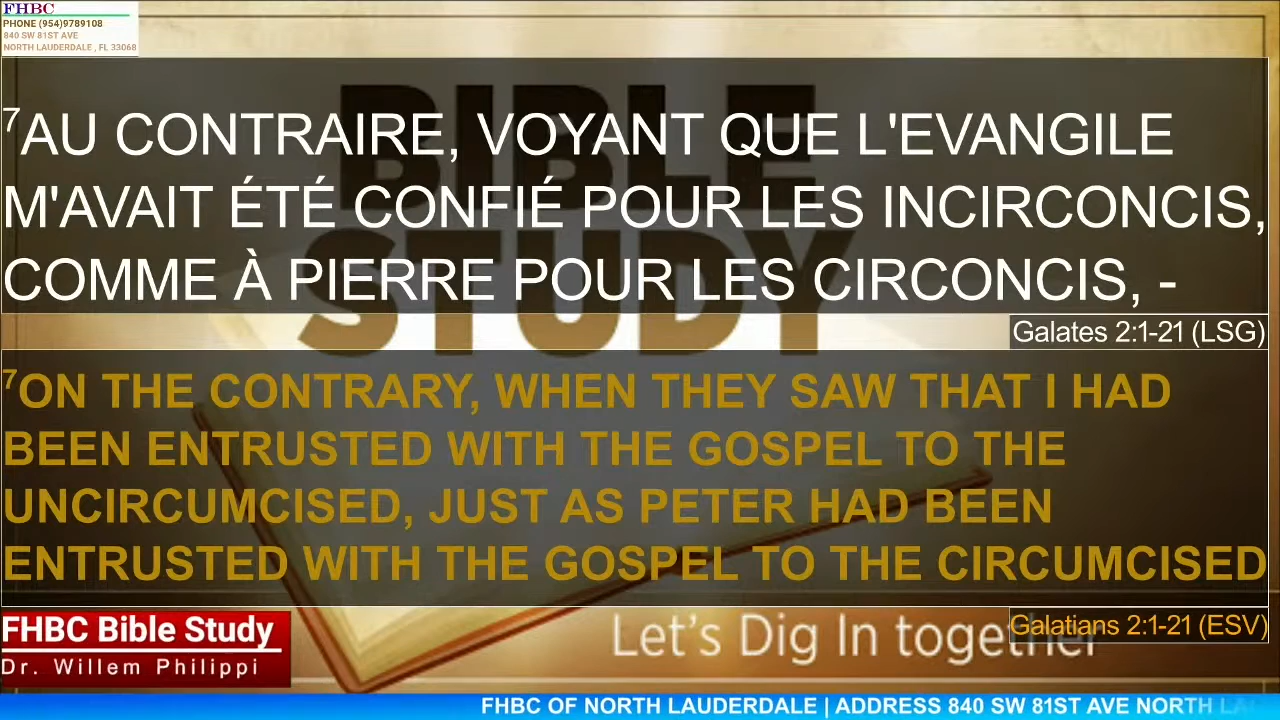 FHBC
PHONE (954)9789108
840 SW 81ST AVE
NORTH LAUDERDALE , FL 33068
BIBLE
STUDY
7AU CONTRAIRE, VOYANT QUE L'EVANGILE
M'AVAIT ÉTÉ CONFIÉ POUR LES INCIRCONCIS,
COMME À PIERRE POUR LES CIRCONCIS, -
Galates 2:1-21 (LSG)
7ON THE CONTRARY, WHEN THEY SAW THAT I HAD
BEEN ENTRUSTED WITH THE GOSPEL TO THE
UNCIRCUMCISED, JUST AS PETER HAD BEEN
ENTRUSTED WITH THE GOSPEL TO THE CIRCUMCISED
Galatians 2:1-21 (ESV)
Let's Dig In together
FHBC Bible Study
Dr. Willem Philippi
FHBC OF NORTH LAUDERDALE | ADDRESS 840 SW 81ST AVE NORTH LA